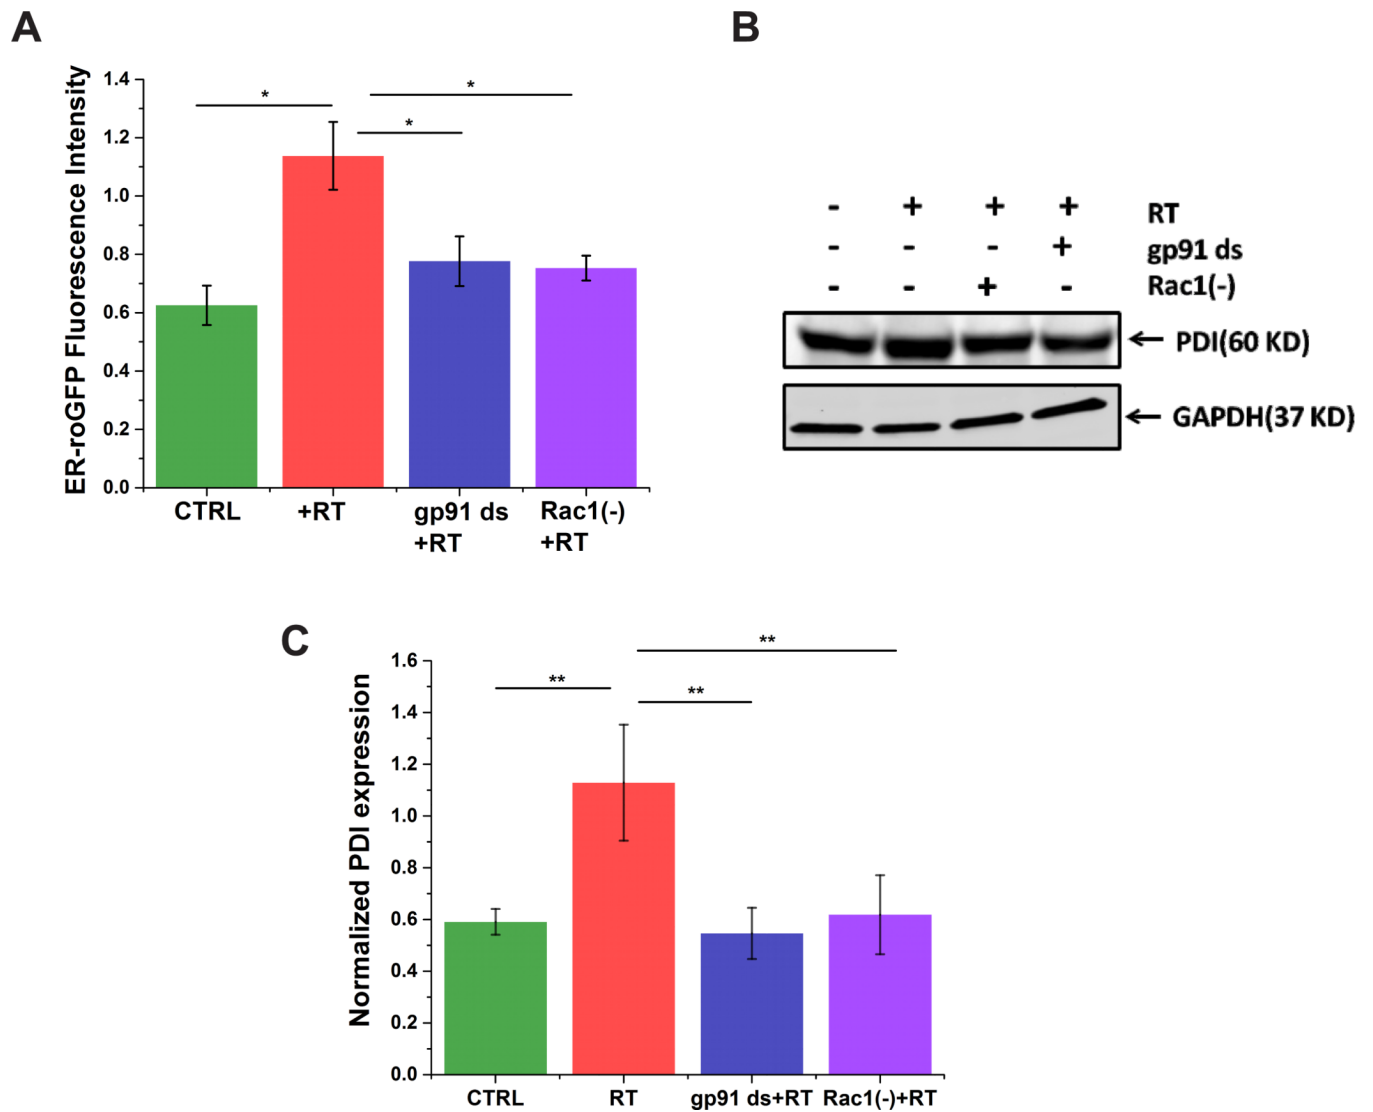 A
ER-roGFP Fluorescence Intensity
1.4
1.2
1.0
0.8
0.6
0.4
0.2
0.0
*
*
*
CTRL
+RT
gp91 ds
+RT
Rac1(-)
+RT
B
- + + + RT
- - - + gp91 ds
- - + - Rac1(-)
PDI(60 KD)
GAPDH(37 KD)
C
Normalized PDI expression
1.6
1.4
1.2
1.0
0.8
0.6
0.4
0.2
0.0
**
**
**
CTRL
RT
gp91 ds+RT
Rac1(-)+RT